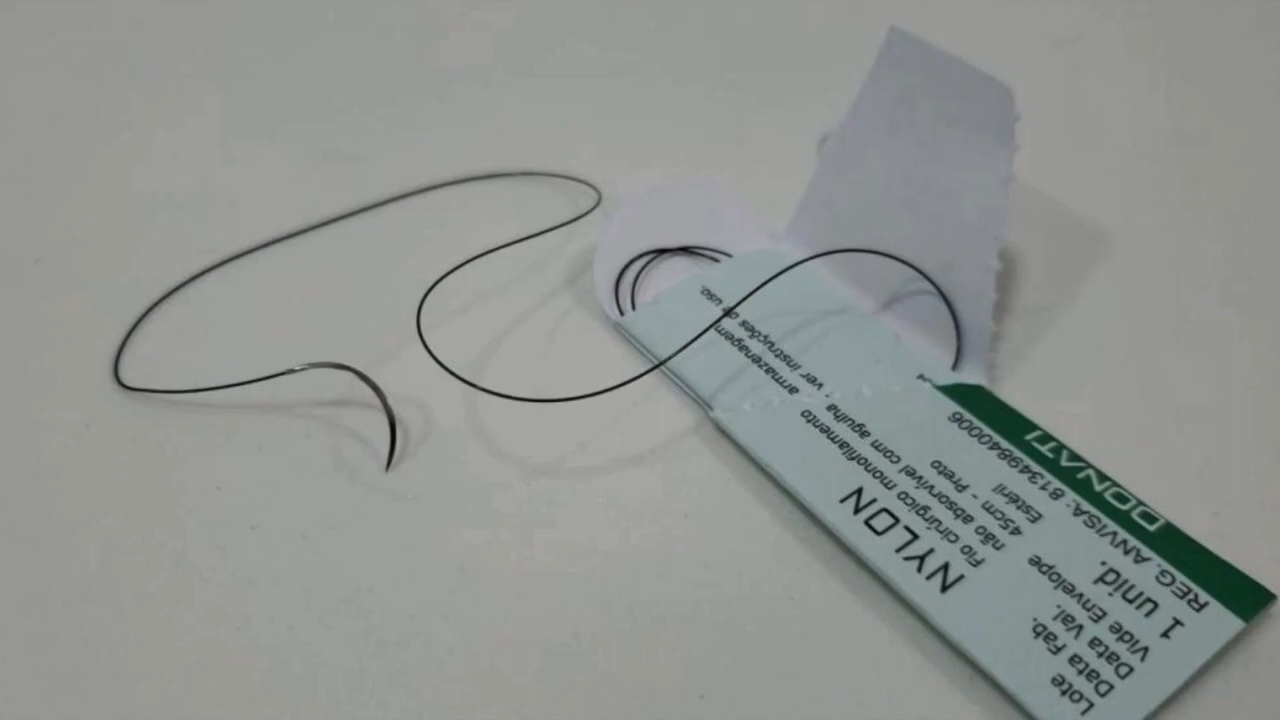 DONATI
REG. ANVISA: 81349840006
1 unid.
Estéril
45cm - Preto
Vide Envelope
NYLON
Fio cirúrgico monofilamento
não absorvível com agulha
armazenagem, ver instruções de uso.
Data Val.
Data Fab.
Lote